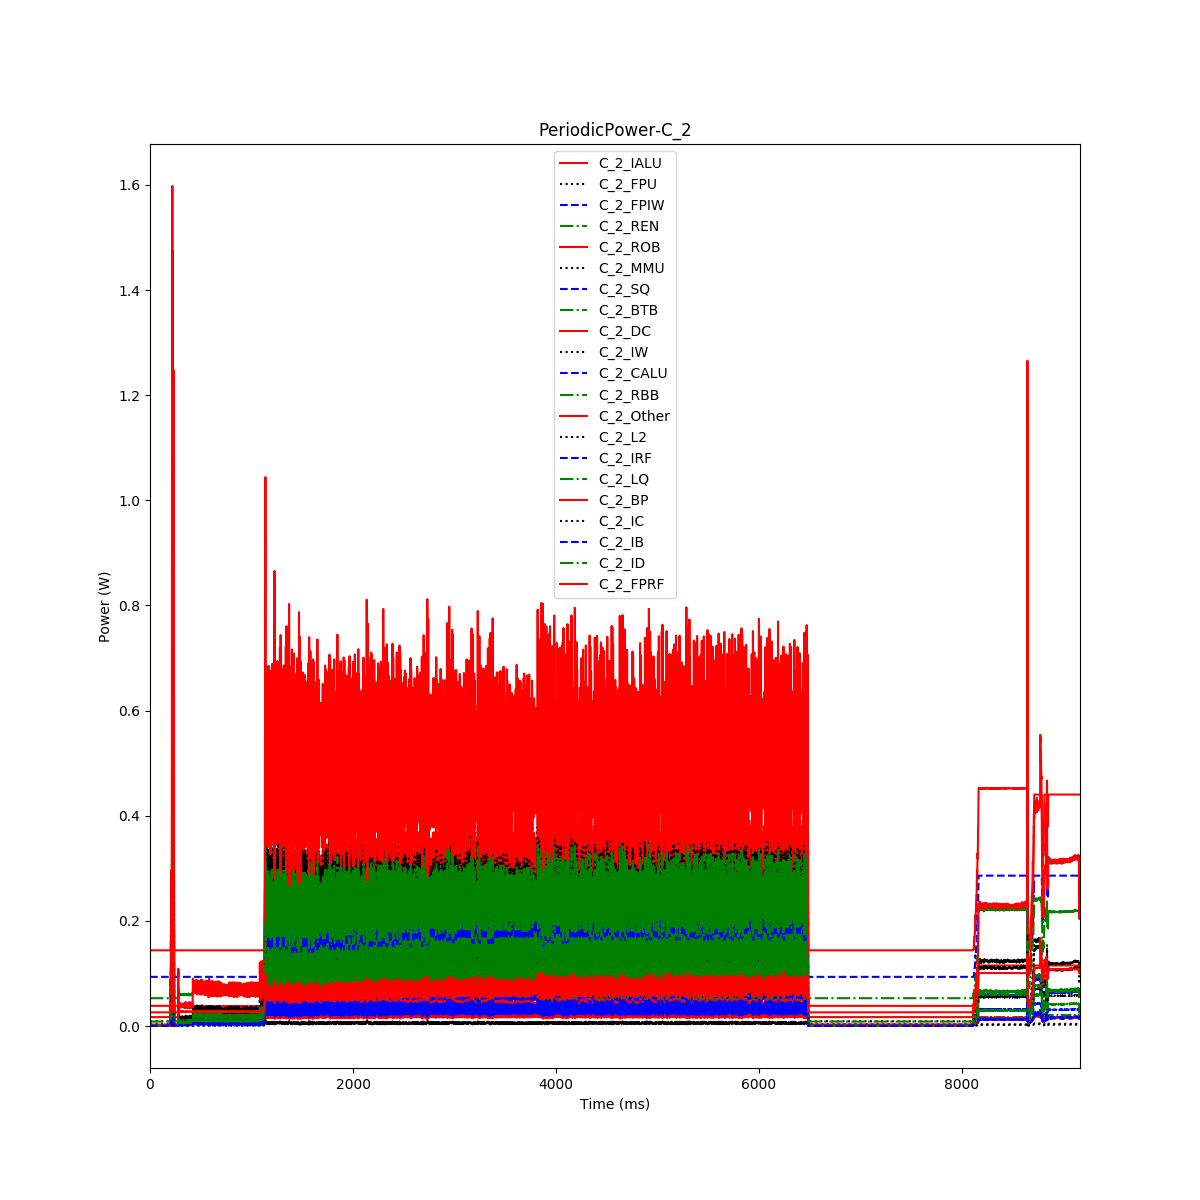 PeriodicPower-C_2
C_2_IALU
C_2_FPU
C_2_FPIW
C_2_REN
C_2_ROB
C_2_MMU
C_2_SQ
C_2_BTB
C_2_DC
C_2_IW
C_2_CALU
C_2_RBB
C_2_Other
C_2_L2
C_2_IRF
C_2_LQ
C_2_BP
C_2_IC
C_2_IB
C_2_ID
C_2_FPRF
Power (W)
1.6
1.4
1.2
1.0
0.8
0.6
0.4
0.2
0.0
0 2000 4000 6000 8000
Time (ms)